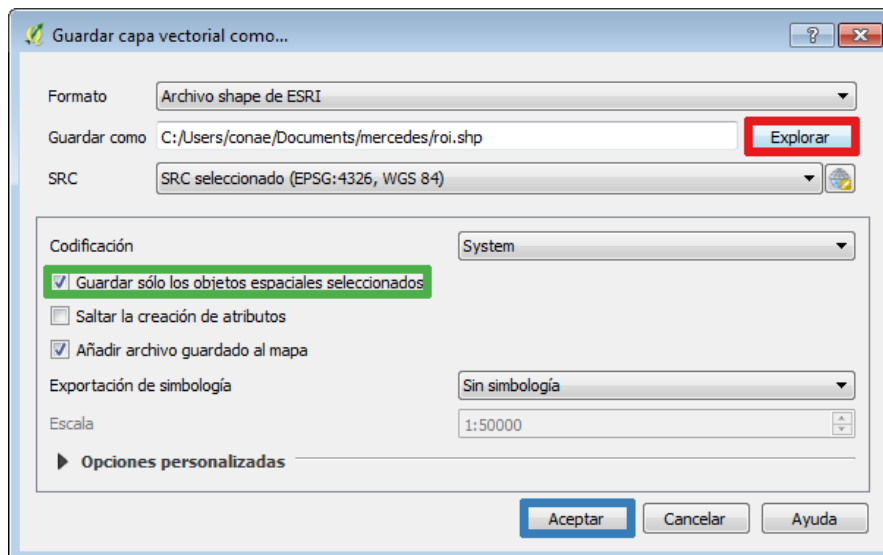 Guardar capa vectorial como...
Formato Archivo shape de ESRI
Guardar como C:/Users/conae/Documents/mercedes/roi.shp Explorar
SRC SRC seleccionado (EPSG:4326, WGS 84)
Codificación System
Guardar sólo los objetos espaciales seleccionados
Saltar la creación de atributos
Añadir archivo guardado al mapa
Exportación de simbología Sin simbología
Escala 1:50000
Opciones personalizadas
Aceptar Cancelar Ayuda